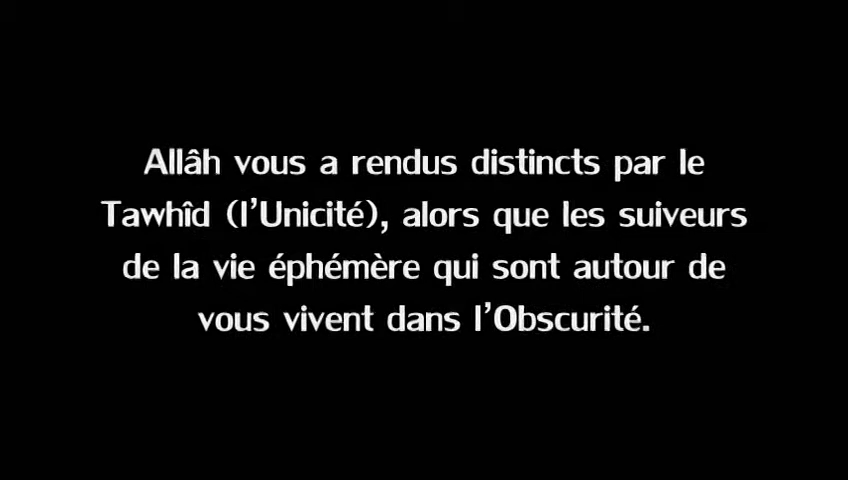 Allâh vous a rendus distincts par le
Tawhîd (l'Unicité), alors que les suiveurs
de la vie éphémère qui sont autour de
vous vivent dans l'Obscurité.